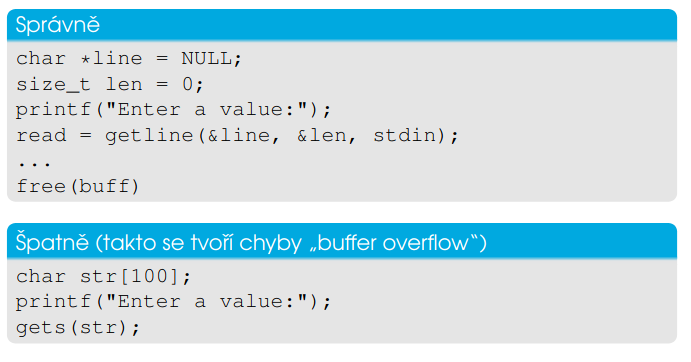 Správně
char *line = NULL;
size_t len = 0;
printf("Enter a value:");
read = getline(&line, &len, stdin);
...
free(buff)
Špatně (takto se tvoří chyby „buffer overflow“)
char str[100];
printf("Enter a value:");
gets(str);